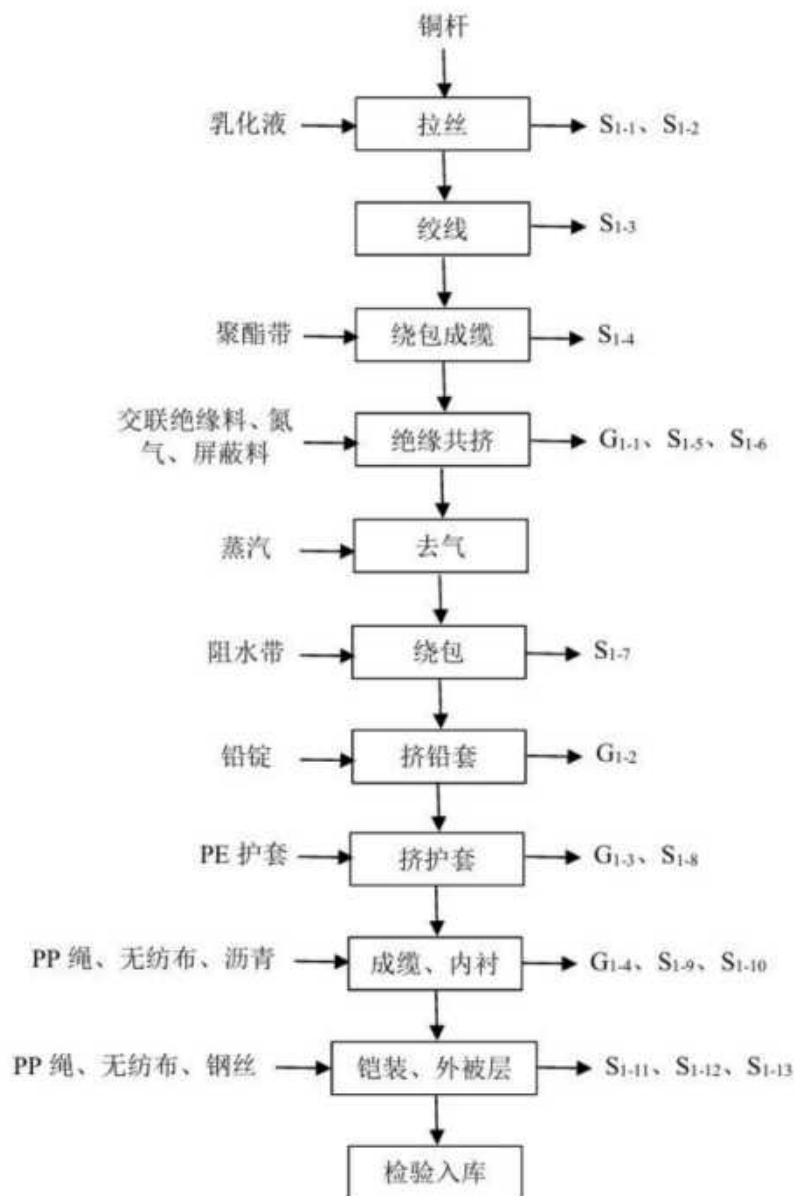 铜杆
乳化液
拉丝
S1-1、S1-2
绞线
S1-3
聚酯带
绕包成缆
S1-4
交联绝缘料、氮
气、屏蔽料
绝缘共挤
G1-1、S1-5、S1-6
蒸汽
去气
阻水带
绕包
S1-7
铅锭
挤铅套
G1-2
PE 护套
挤护套
G1-3、S1-8
PP 绳、无纺布、沥青
成缆、内衬
G1-4、S1-9、S1-10
PP 绳、无纺布、钢丝
铠装、外被层
S1-11、S1-12、S1-13
检验入库